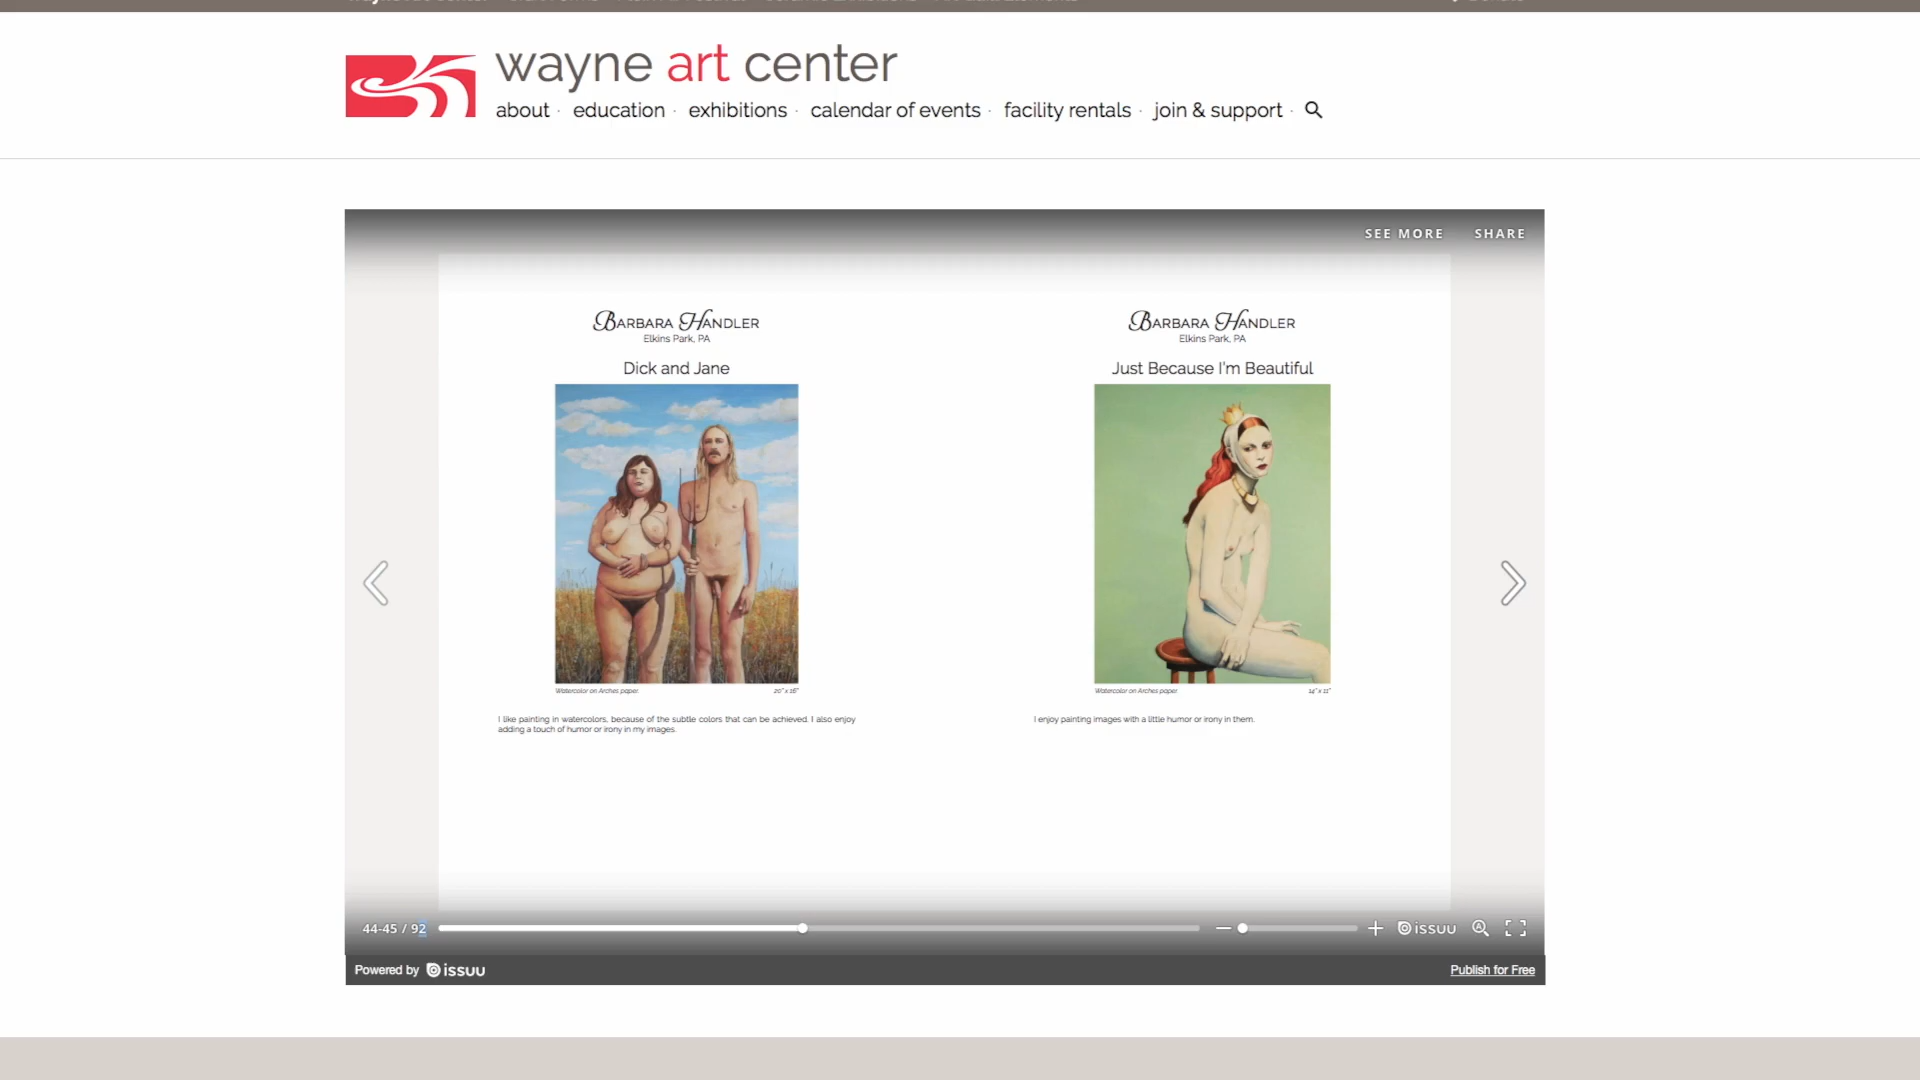 wayne art center
about · education · exhibitions · calendar of events · facility rentals · join & support ·
SEE MORE SHARE
BARBARA HANDLER
Elkins Park, PA
Dick and Jane
Watercolor on Arches paper. 20" x 16"
I like painting in watercolors, because of the subtle colors that can be achieved. I also enjoy
adding a touch of humor or irony in my images.
BARBARA HANDLER
Elkins Park, PA
Just Because I'm Beautiful
Watercolor on Arches paper 14" x 11"
I enjoy painting images with a little humor or irony in them.
44-45 / 92 issuu
Powered by issuu Publish for Free